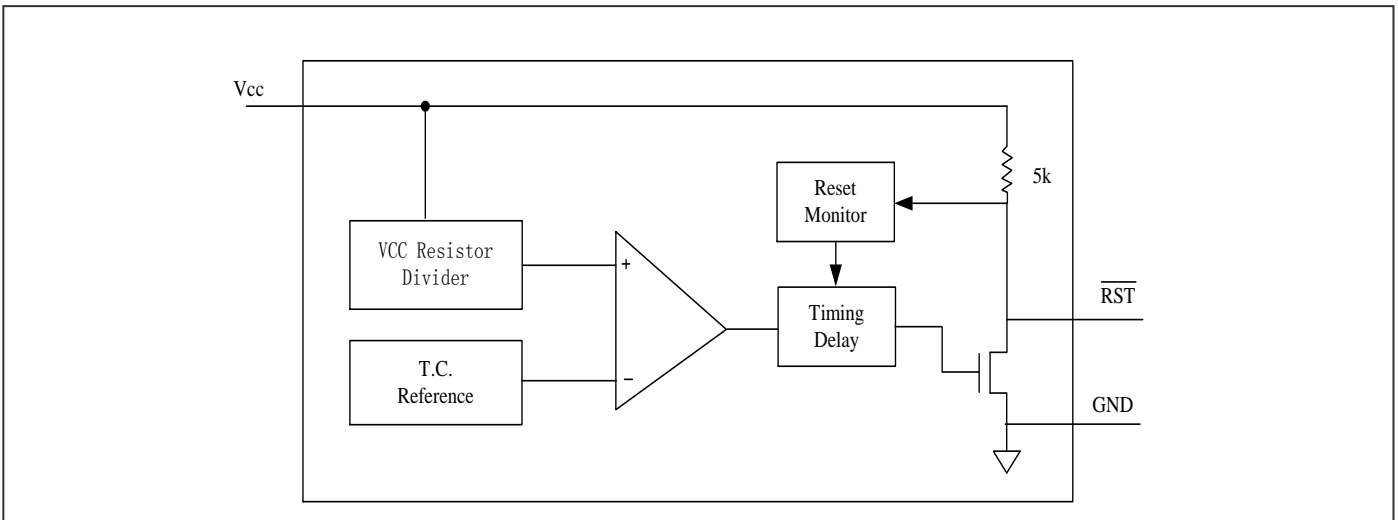 Vcc
5k
Reset
Monitor
VCC Resistor
Divider
+
RST
Timing
Delay
T.C.
Reference
−
GND